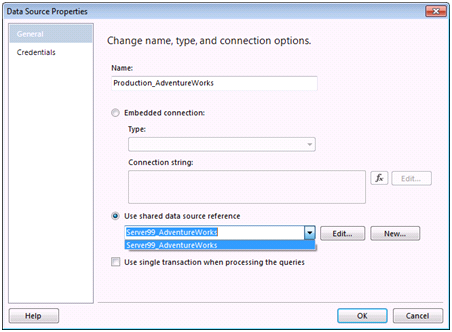 Data Source Properties
General
Credentials
Change name, type, and connection options.
Name:
Production_AdventureWorks
Embedded connection:
Type:
Connection string:
fx
Edit...
Use shared data source reference
Server99_AdventureWorks
Edit...
New...
Server99_AdventureWorks
Use single transaction when processing the queries
Help
OK
Cancel